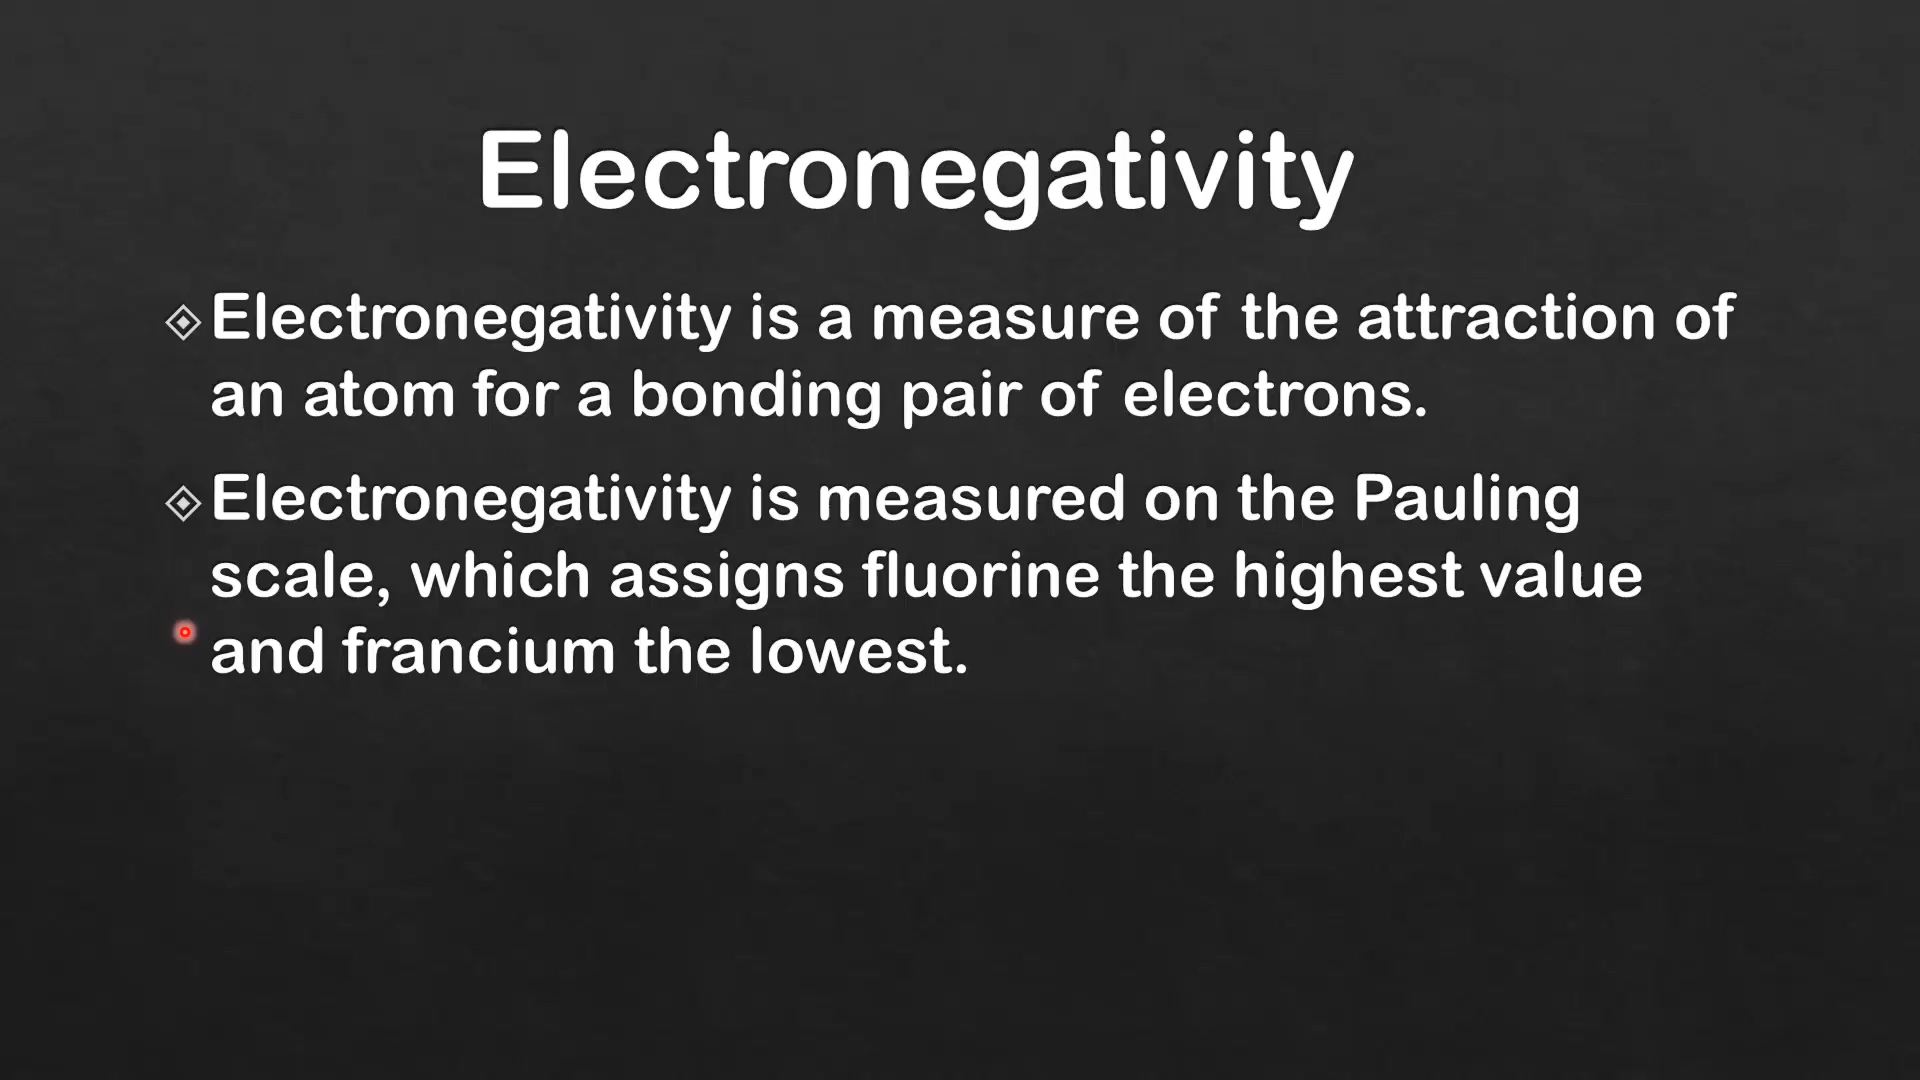 Electronegativity
Electronegativity is a measure of the attraction of
an atom for a bonding pair of electrons.
Electronegativity is measured on the Pauling
scale, which assigns fluorine the highest value
and francium the lowest.